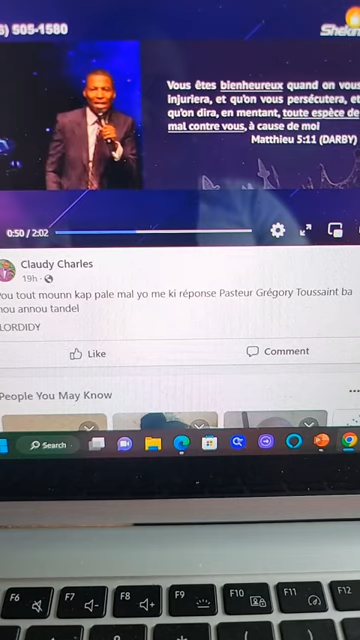 505-1580
Shekin
Vous êtes bienheureux quand on vous
injuriera, et qu'on vous persécutera, et
qu'on dira, en mentant, toute espèce de
mal contre vous, à cause de moi
Matthieu 5:11 (DARBY)
0:50 / 2:02
Claudy Charles
19h
Pou tout mounn kap pale mal yo me ki réponse Pasteur Grégory Toussaint ba
nou annou tandel
LORDIDY
Like
Comment
People You May Know
Search
F6
F7
F8
F9
F10
F11
F12